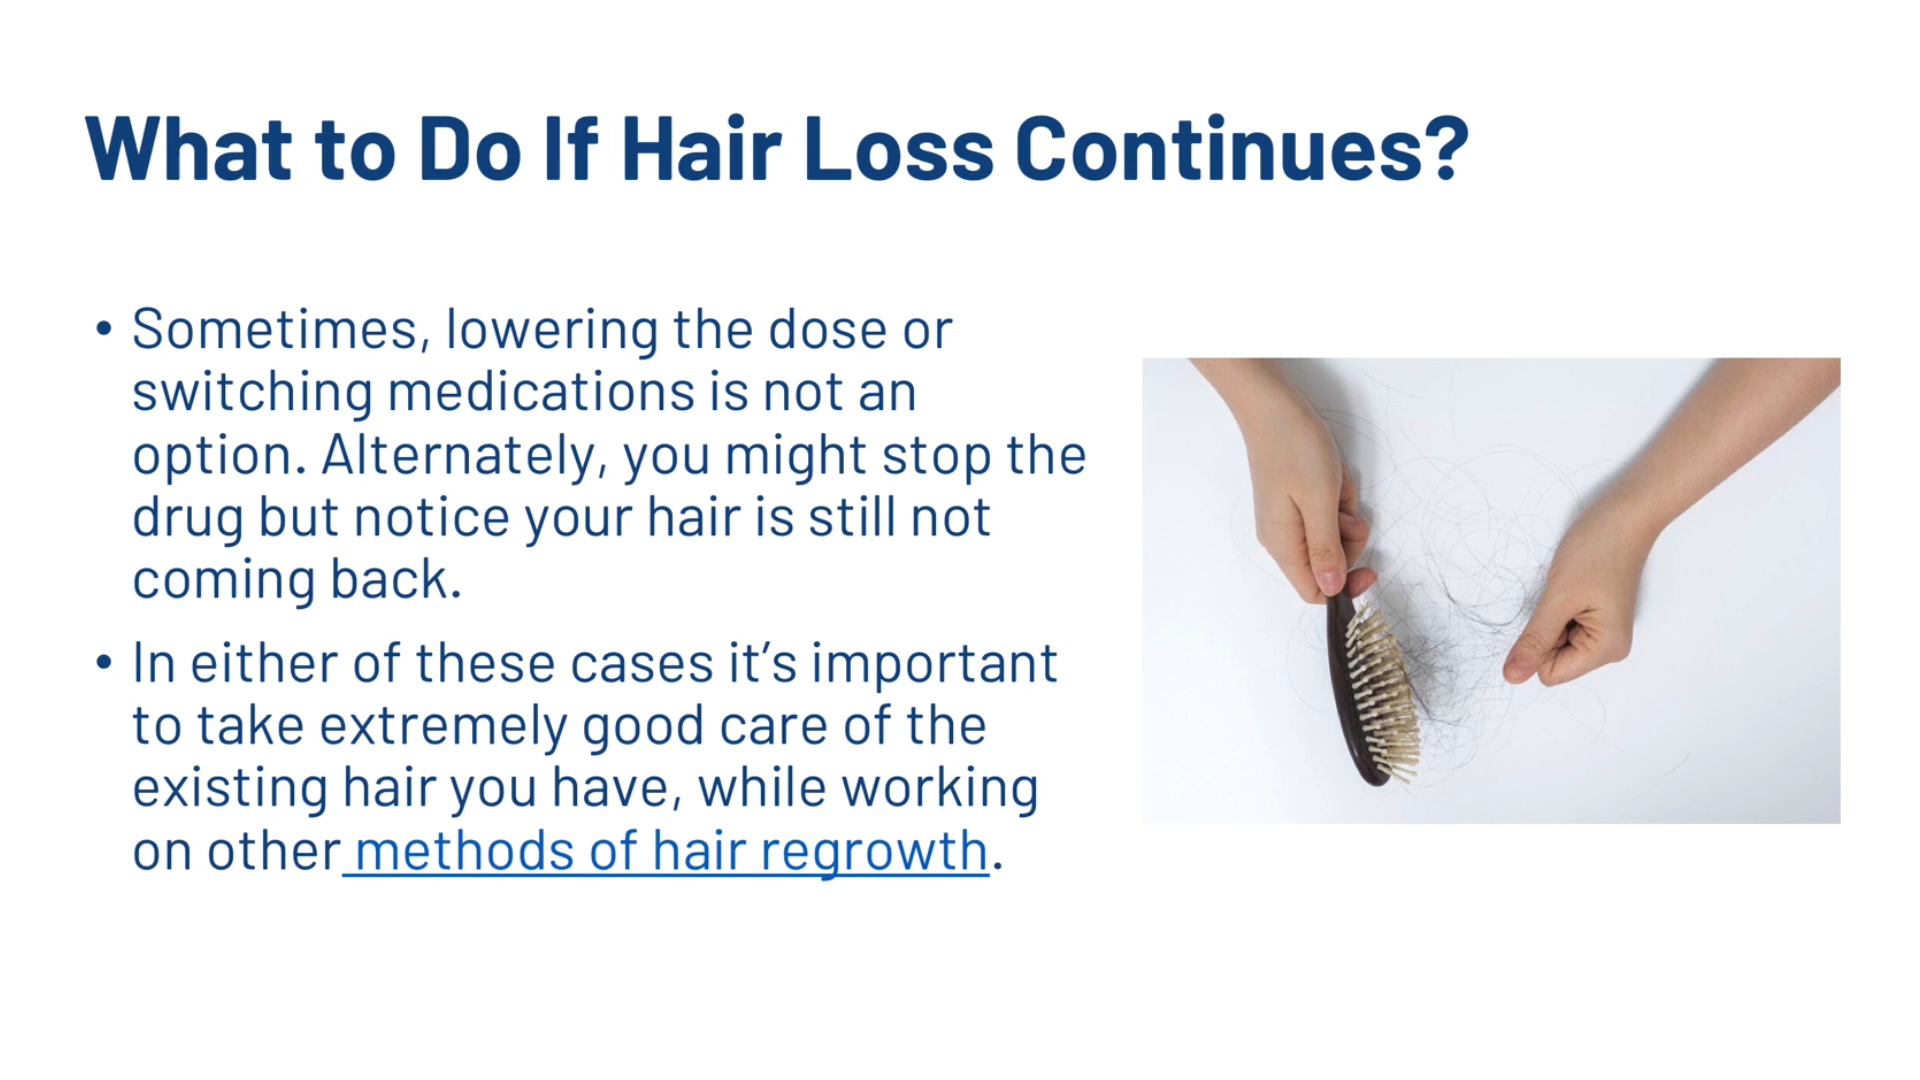 What to Do If Hair Loss Continues?
• Sometimes, lowering the dose or
switching medications is not an
option. Alternately, you might stop the
drug but notice your hair is still not
coming back.
• In either of these cases it’s important
to take extremely good care of the
existing hair you have, while working
on other methods of hair regrowth.